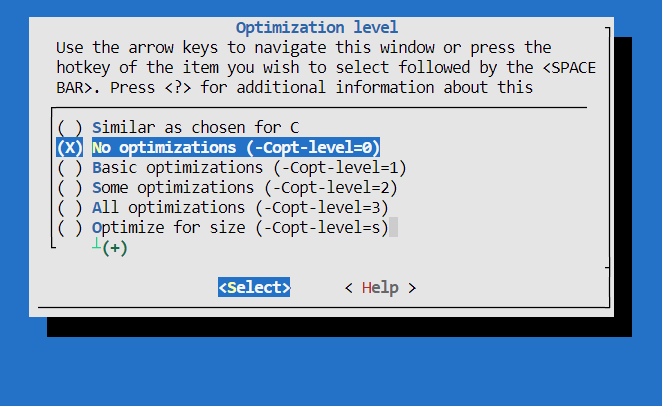 Optimization level
Use the arrow keys to navigate this window or press the
hotkey of the item you wish to select followed by the <SPACE
BAR>. Press <?> for additional information about this
( ) Similar as chosen for C
(X) No optimizations (-Copt-level=0)
( ) Basic optimizations (-Copt-level=1)
( ) Some optimizations (-Copt-level=2)
( ) All optimizations (-Copt-level=3)
( ) Optimize for size (-Copt-level=s)
┴(+)
<Select> < Help >